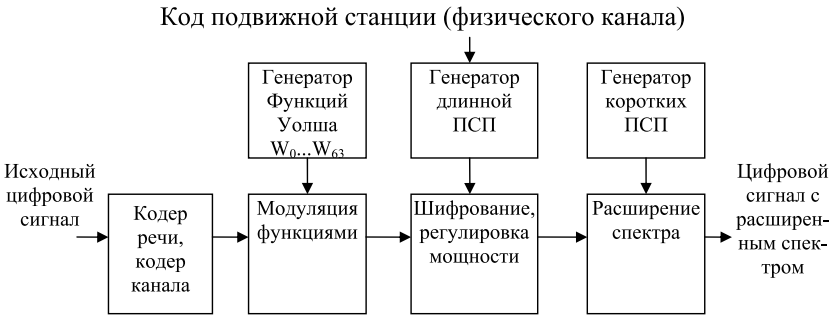 Код подвижной станции (физического канала)
Генератор
Функций
Уолша
W₀...W₆₃
Генератор
длинной
ПСП
Генератор
коротких
ПСП
Исходный
цифровой
сигнал
Кодер
речи,
кодер
канала
Модуляция
функциями
Шифрование,
регулировка
мощности
Расширение
спектра
Цифровой
сигнал с
расширен-
ным спек-
тром